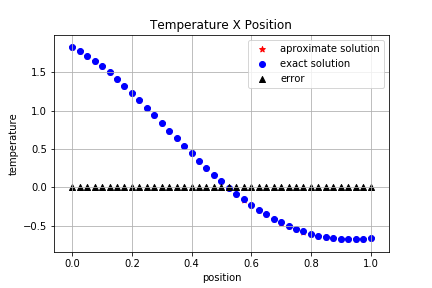 Temperature X Position
aproximate solution
exact solution
error
temperature
1.5
1.0
0.5
0.0
−0.5
0.0 0.2 0.4 0.6 0.8 1.0
position